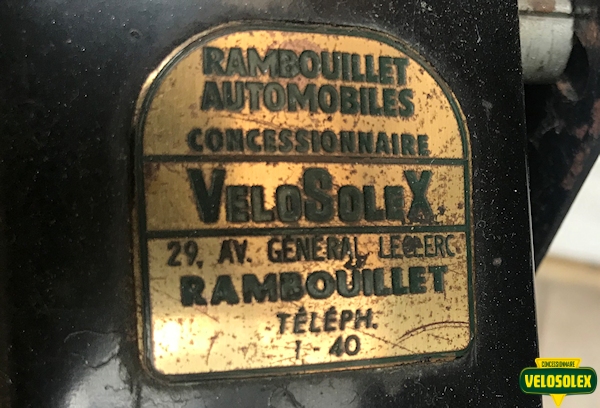 RAMBOUILLET
AUTOMOBILES
CONCESSIONNAIRE
VELOSOLEX
29, AV. GÉNÉRAL LECLERC
RAMBOUILLET
TÉLÉPH.
1-40
CONCESSIONNAIRE
VELOSOLEX